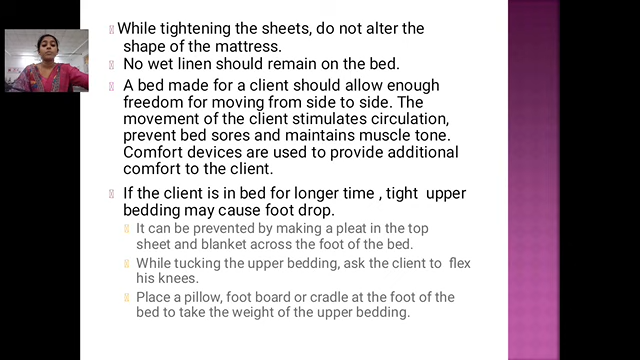 While tightening the sheets, do not alter the
shape of the mattress.
No wet linen should remain on the bed.
A bed made for a client should allow enough
freedom for moving from side to side. The
movement of the client stimulates circulation,
prevent bed sores and maintains muscle tone.
Comfort devices are used to provide additional
comfort to the client.
If the client is in bed for longer time , tight upper
bedding may cause foot drop.
It can be prevented by making a pleat in the top
sheet and blanket across the foot of the bed.
While tucking the upper bedding, ask the client to flex
his knees.
Place a pillow, foot board or cradle at the foot of the
bed to take the weight of the upper bedding.